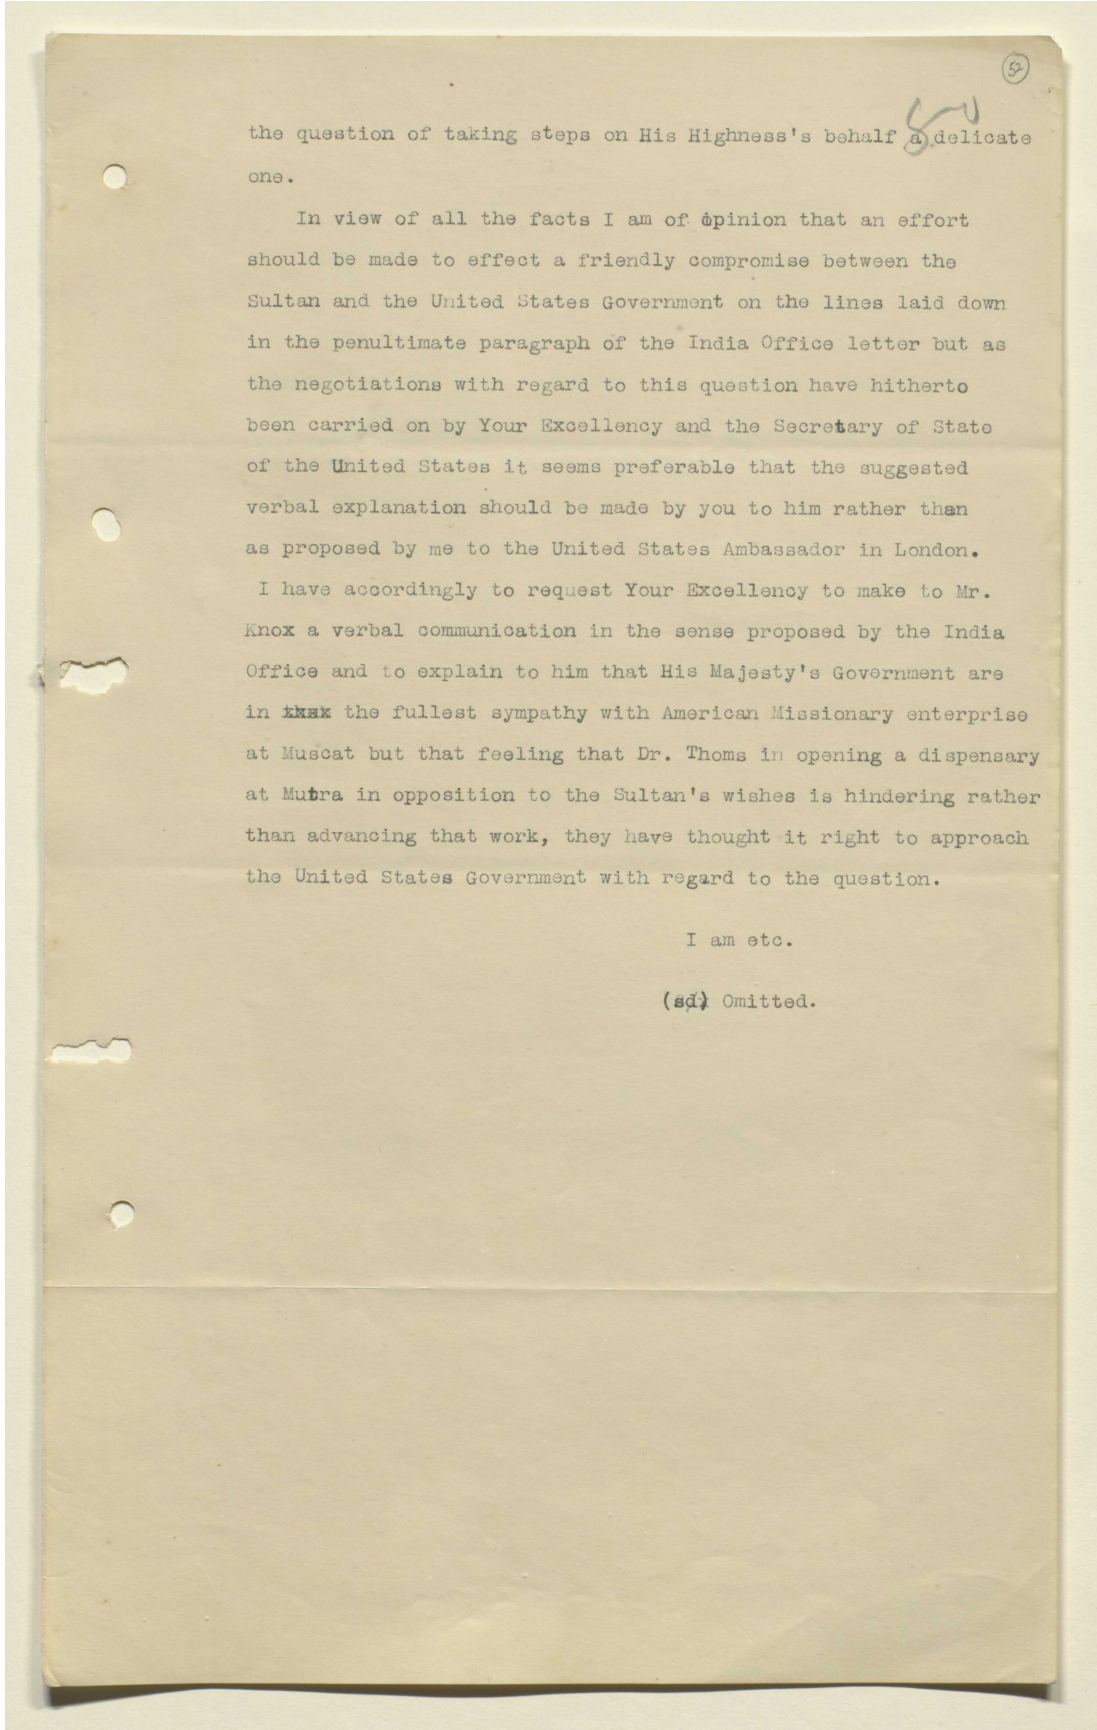 52
50
the question of taking steps on His Highness's behalf a delicate
one.
In view of all the facts I am of opinion that an effort
should be made to effect a friendly compromise between the
Sultan and the United States Government on the lines laid down
in the penultimate paragraph of the India Office letter but as
the negotiations with regard to this question have hitherto
been carried on by Your Excellency and the Secretary of State
of the United States it seems preferable that the suggested
verbal explanation should be made by you to him rather than
as proposed by me to the United States Ambassador in London.
I have accordingly to request Your Excellency to make to Mr.
Knox a verbal communication in the sense proposed by the India
Office and to explain to him that His Majesty's Government are
in the fullest sympathy with American Missionary enterprise
at Muscat but that feeling that Dr. Thoms in opening a dispensary
at Mutra in opposition to the Sultan's wishes is hindering rather
than advancing that work, they have thought it right to approach
the United States Government with regard to the question.
I am etc.
(sd) Omitted.